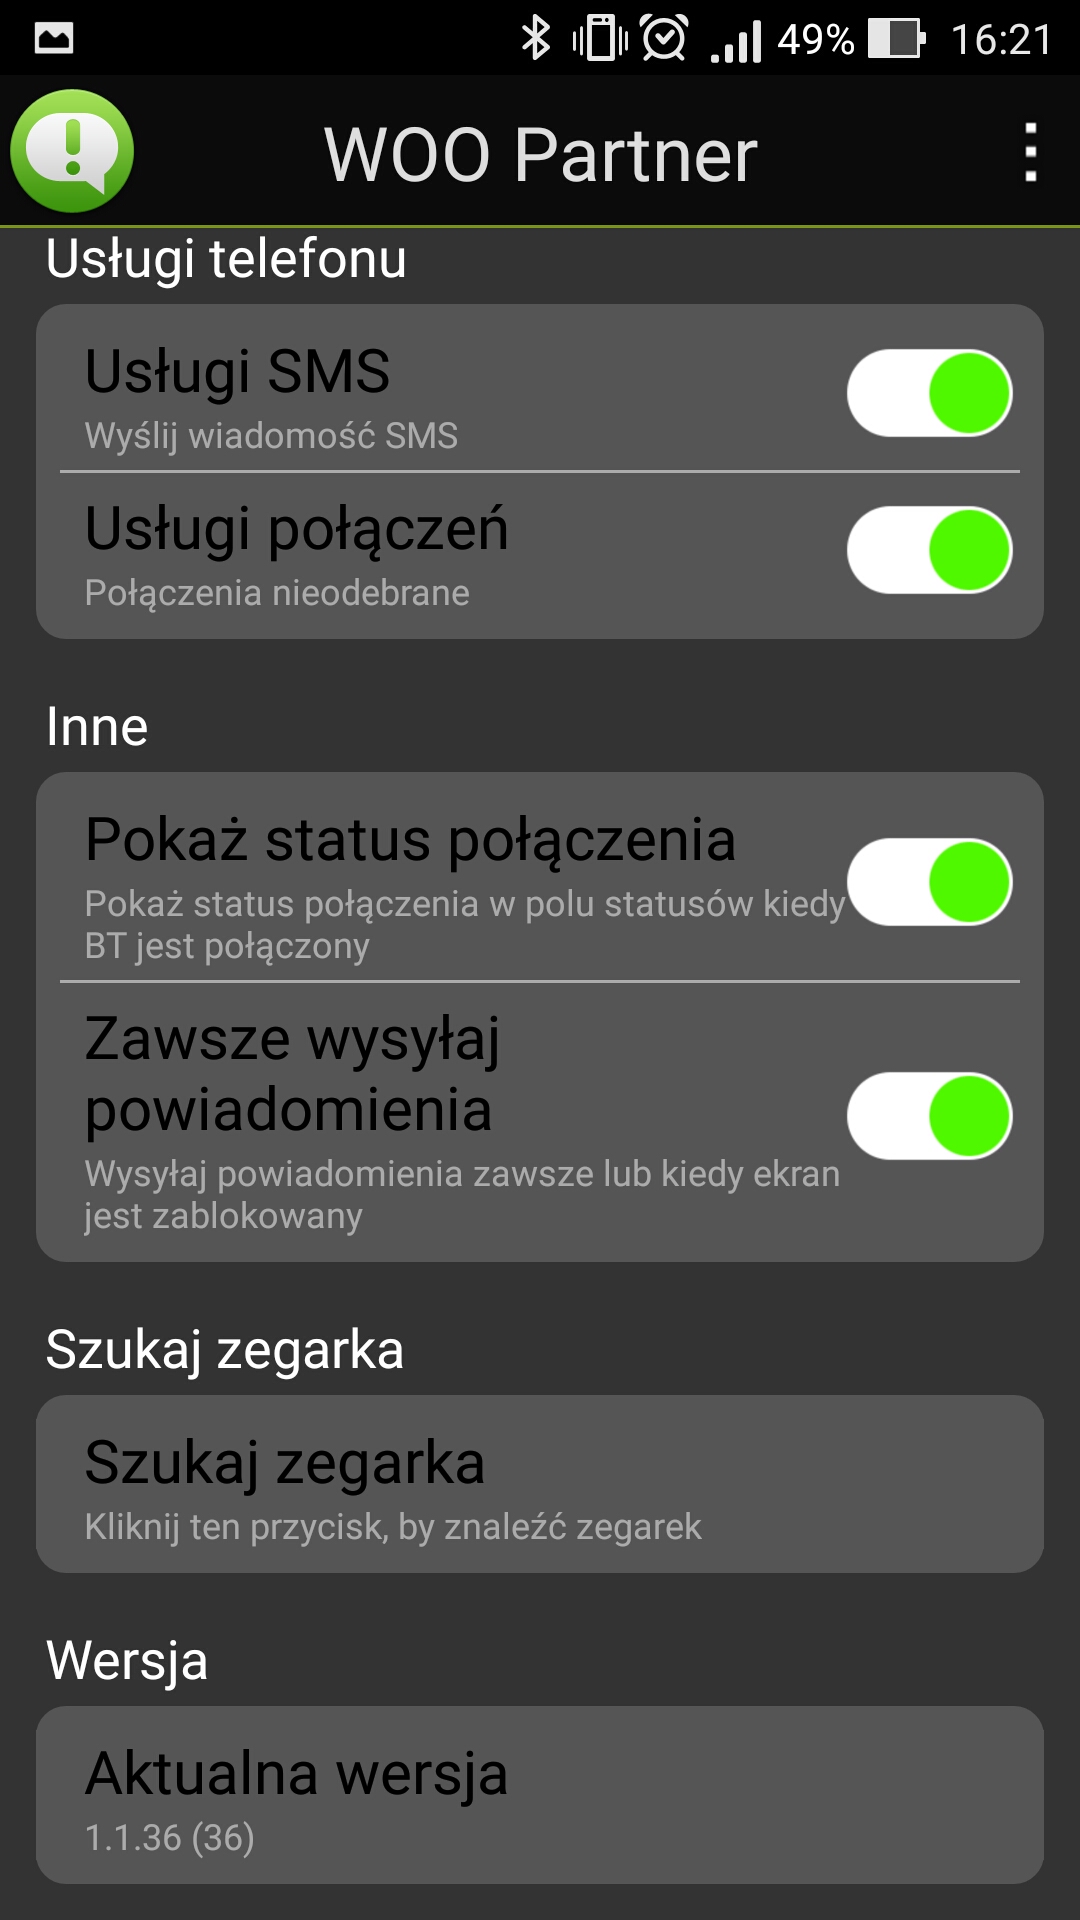 49% 16:21
WOO Partner
Usługi telefonu
Usługi SMS
Wyślij wiadomość SMS
Usługi połączeń
Połączenia nieodebrane
Inne
Pokaż status połączenia
Pokaż status połączenia w polu statusów kiedy
BT jest połączony
Zawsze wysyłaj
powiadomienia
Wysyłaj powiadomienia zawsze lub kiedy ekran
jest zablokowany
Szukaj zegarka
Szukaj zegarka
Kliknij ten przycisk, by znaleźć zegarek
Wersja
Aktualna wersja
1.1.36 (36)